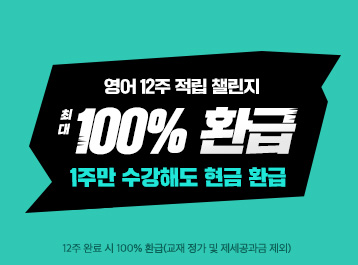 영어 12주 적립 챌린지
최대 100% 환급
1주만 수강해도 현금 환급
12주 완료 시 100% 환급(교재 정가 및 제세공과금 제외)